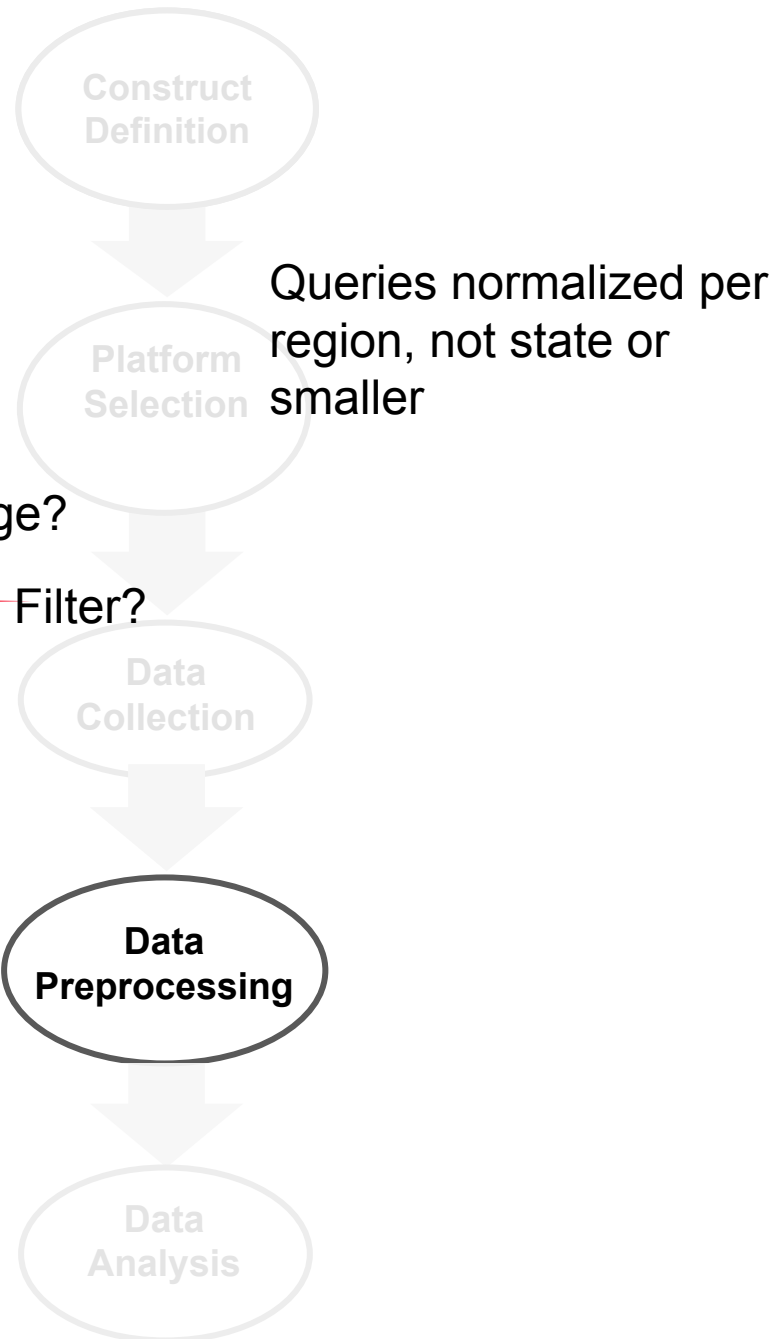 Construct
Definition
Queries normalized per
region, not state or
smaller
Platform
Selection
Filter?
Data
Collection
Data
Preprocessing
Data
Analysis